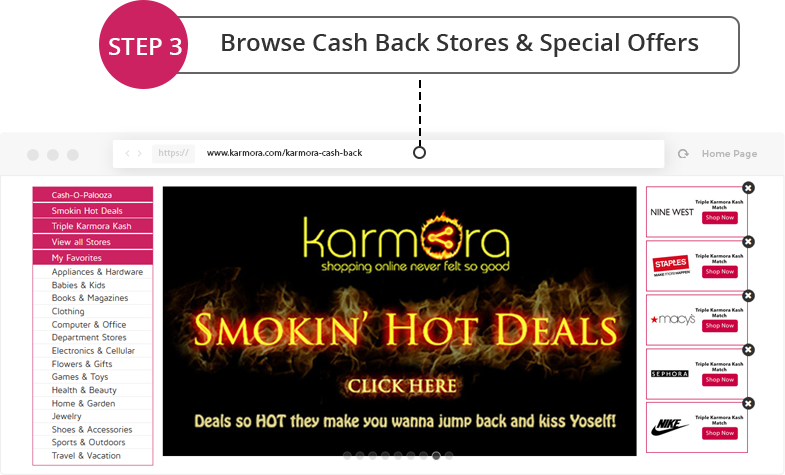 STEP 3
Browse Cash Back Stores & Special Offers
https://
www.karmora.com/karmora-cash-back
Home Page
Cash-O-Palooza
Smokin Hot Deals
Triple Karmora Kash
View all Stores
My Favorites
Appliances & Hardware
Babies & Kids
Books & Magazines
Clothing
Computer & Office
Department Stores
Electronics & Cellular
Flowers & Gifts
Games & Toys
Health & Beauty
Home & Garden
Jewelry
Shoes & Accessories
Sports & Outdoors
Travel & Vacation
karmora
shopping online never felt so good
SMOKIN' HOT DEALS
CLICK HERE
Deals so HOT they make you wanna jump back and kiss Yoself!
NINE WEST
Triple Karmora Kash
Match
Shop Now
STAPLES
MAKE MORE HAPPEN
Triple Karmora Kash
Match
Shop Now
macy's
Triple Karmora Kash
Match
Shop Now
SEPHORA
Triple Karmora Kash
Match
Shop Now
NIKE
Triple Karmora Kash
Match
Shop Now